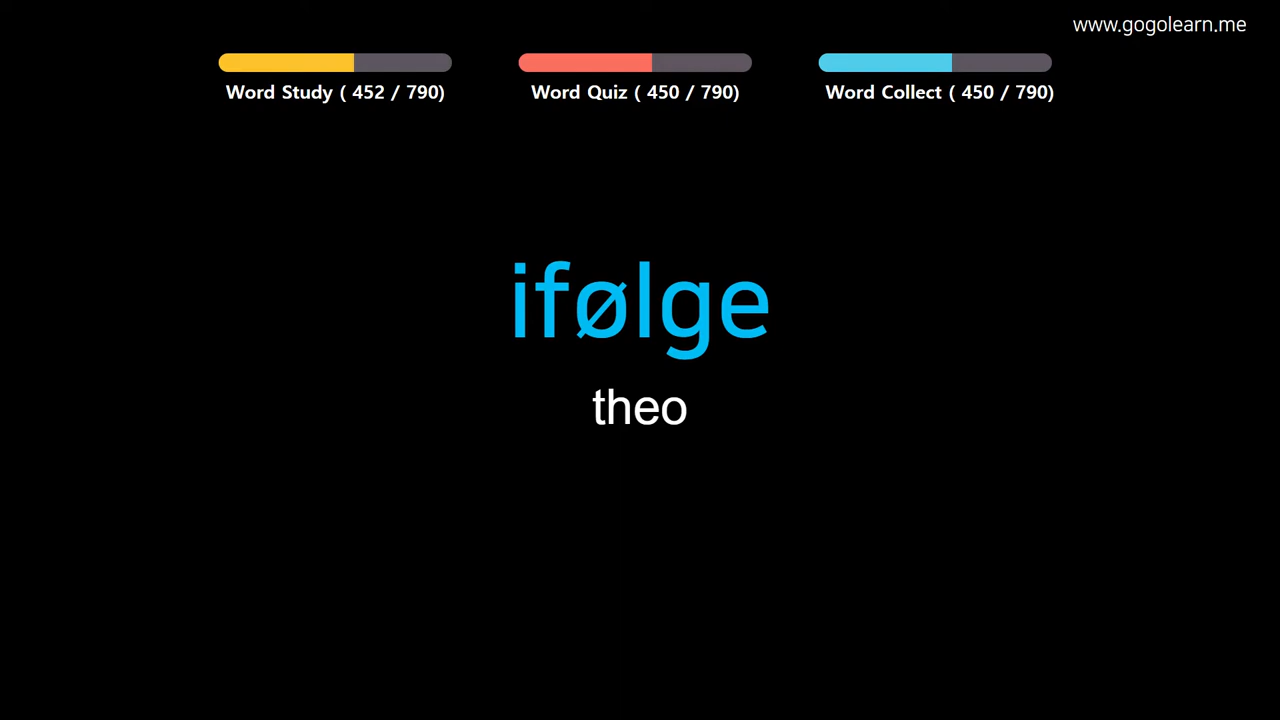 www.gogolearn.me
Word Study ( 452 / 790)
Word Quiz ( 450 / 790)
Word Collect ( 450 / 790)
ifølge
theo